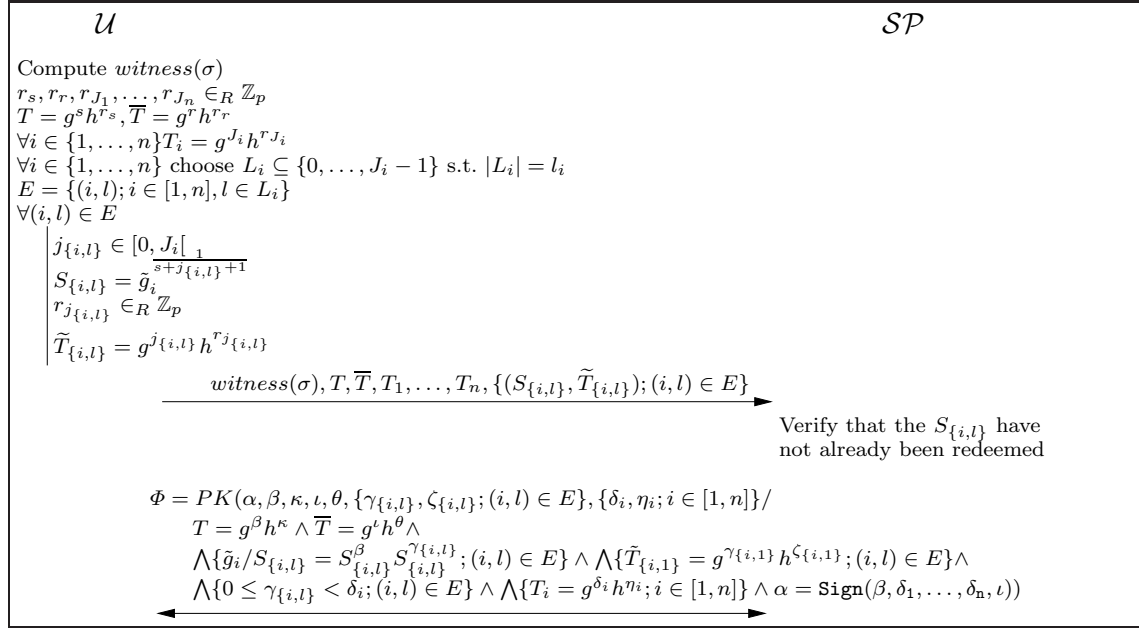 𝒰 𝒮𝒫
Compute witness(σ)
r_s, r_r, r_{J_1}, . . . , r_{J_n} ∈_R ℤ_p
T = g^s h^{r_s}, T̅ = g^r h^{r_r}
∀i ∈ {1, . . . , n}T_i = g^{J_i} h^{r_{J_i}}
∀i ∈ {1, . . . , n} choose L_i ⊆ {0, . . . , J_i − 1} s.t. |L_i| = l_i
E = {(i, l); i ∈ [1, n], l ∈ L_i}
∀(i, l) ∈ E
j_{{i,l}} ∈ [0, J_i[
S_{{i,l}} = g̃_i^{\frac{1}{s+j_{{i,l}}+1}}
r_{j_{{i,l}}} ∈_R ℤ_p
T̃_{{i,l}} = g^{j_{{i,l}}} h^{r_{j_{{i,l}}}}
witness(σ), T, T̅, T_1, . . . , T_n, {(S_{{i,l}}, T̃_{{i,l}}); (i, l) ∈ E}
Verify that the S_{{i,l}} have
not already been redeemed
Φ = PK(α, β, κ, ι, θ, {γ_{{i,l}}, ζ_{{i,l}}; (i, l) ∈ E}, {δ_i, η_i; i ∈ [1, n]}/
T = g^β h^κ ∧ T̅ = g^ι h^θ ∧
⋀{g̃_i/S_{{i,l}} = S_{{i,l}}^β S_{{i,l}}^{γ_{{i,l}}}; (i, l) ∈ E} ∧ ⋀{T̃_{{i,1}} = g^{γ_{{i,1}}} h^{ζ_{{i,1}}}; (i, l) ∈ E}∧
⋀{0 ≤ γ_{{i,l}} < δ_i; (i, l) ∈ E} ∧ ⋀{T_i = g^{δ_i} h^{η_i}; i ∈ [1, n]} ∧ α = Sign(β, δ_1, . . . , δ_n, ι))